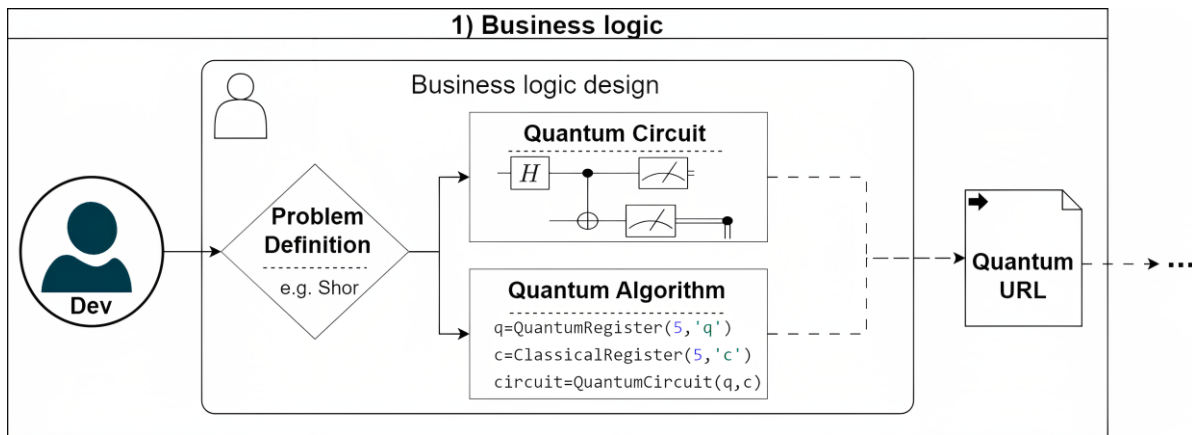 1) Business logic
Business logic design
Dev
Problem
Definition
e.g. Shor
Quantum Circuit
H
Quantum Algorithm
q=QuantumRegister(5,'q')
c=ClassicalRegister(5,'c')
circuit=QuantumCircuit(q,c)
Quantum
URL
...